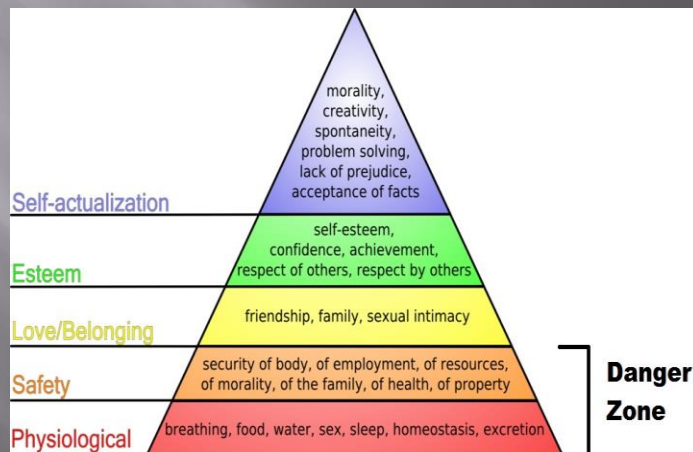 morality,
creativity,
spontaneity,
problem solving,
lack of prejudice,
acceptance of facts
Self-actualization
self-esteem,
confidence, achievement,
respect of others, respect by others
Esteem
friendship, family, sexual intimacy
Love/Belonging
security of body, of employment, of resources,
of morality, of the family, of health, of property
Safety
breathing, food, water, sex, sleep, homeostasis, excretion
Physiological
Danger
Zone